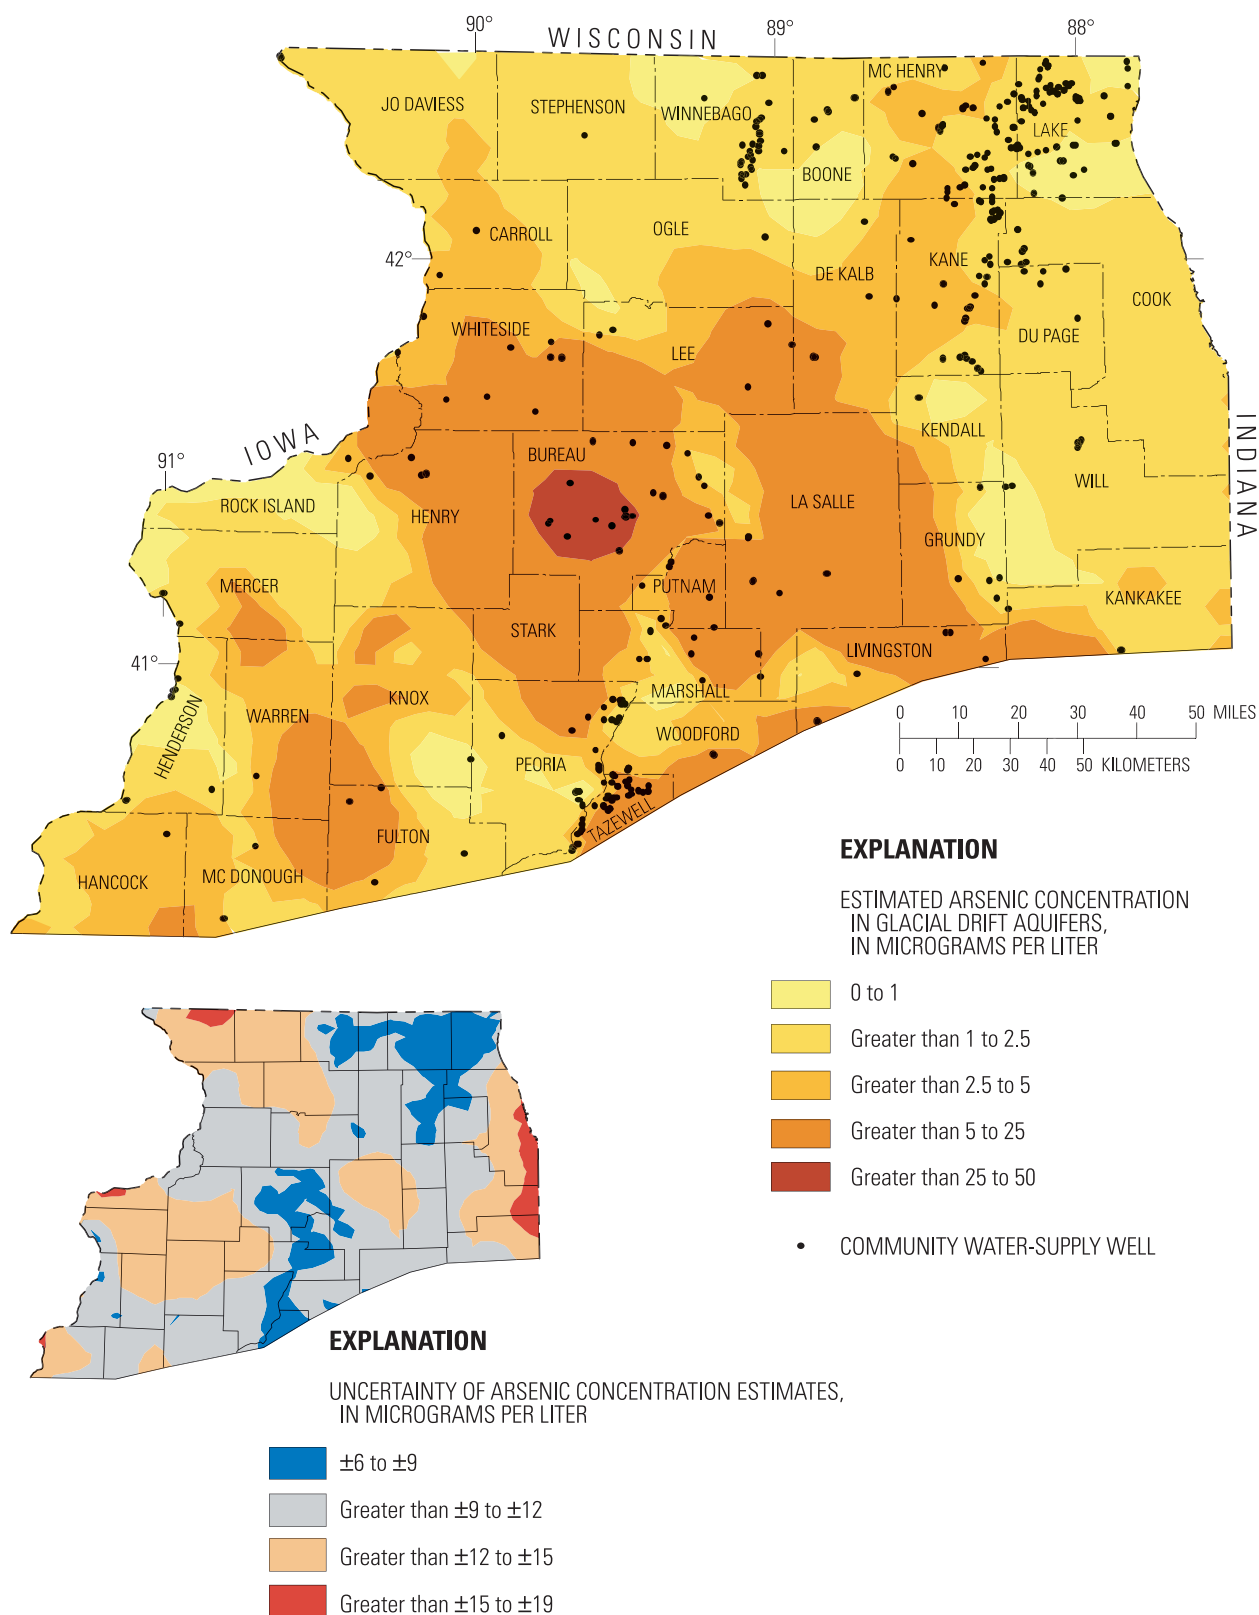 90°
89°
88°
WISCONSIN
MC HENRY
JO DAVIESS
STEPHENSON
WINNEBAGO
LAKE
BOONE
CARROLL
OGLE
42°
DE KALB
KANE
COOK
WHITESIDE
LEE
DU PAGE
IOWA
KENDALL
INDIANA
91°
BUREAU
ROCK ISLAND
HENRY
LA SALLE
WILL
GRUNDY
MERCER
PUTNAM
KANKAKEE
STARK
41°
LIVINGSTON
HENDERSON
WARREN
KNOX
MARSHALL
WOODFORD
PEORIA
0 10 20 30 40 50 MILES
0 10 20 30 40 50 KILOMETERS
TAZEWELL
FULTON
MC DONOUGH
HANCOCK
EXPLANATION
ESTIMATED ARSENIC CONCENTRATION
IN GLACIAL DRIFT AQUIFERS,
IN MICROGRAMS PER LITER
0 to 1
Greater than 1 to 2.5
Greater than 2.5 to 5
Greater than 5 to 25
Greater than 25 to 50
COMMUNITY WATER-SUPPLY WELL
EXPLANATION
UNCERTAINTY OF ARSENIC CONCENTRATION ESTIMATES,
IN MICROGRAMS PER LITER
±6 to ±9
Greater than ±9 to ±12
Greater than ±12 to ±15
Greater than ±15 to ±19